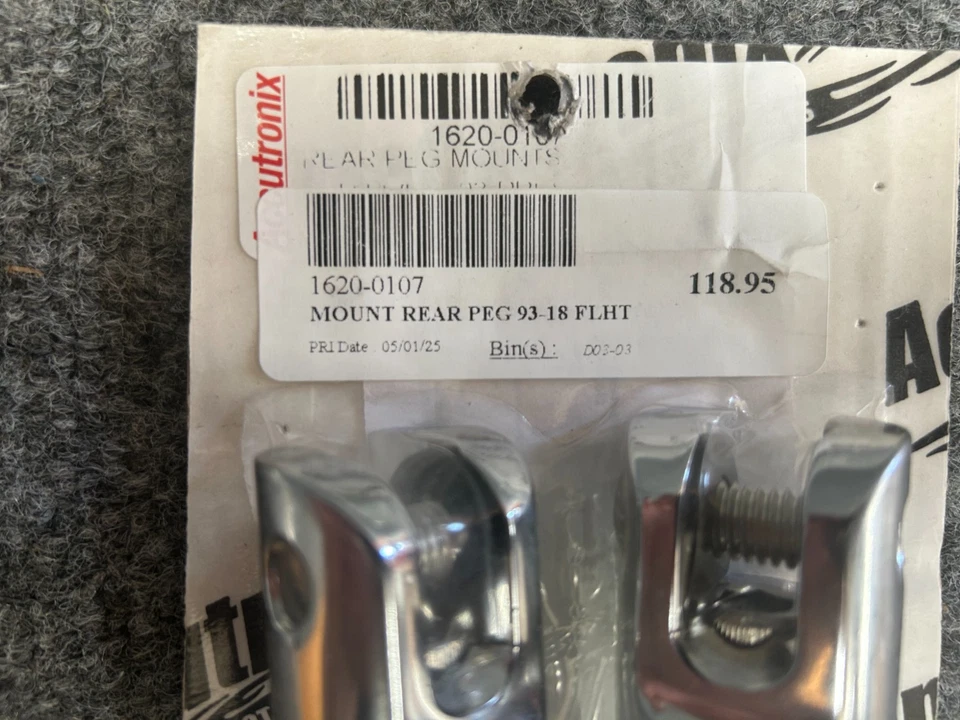 Accutronix
1620-0107
REAR PEG MOUNTS
1620-0107
118.95
MOUNT REAR PEG 93-18 FLHT
PRI Date 05/01/25
Bin(s) :
D03-03